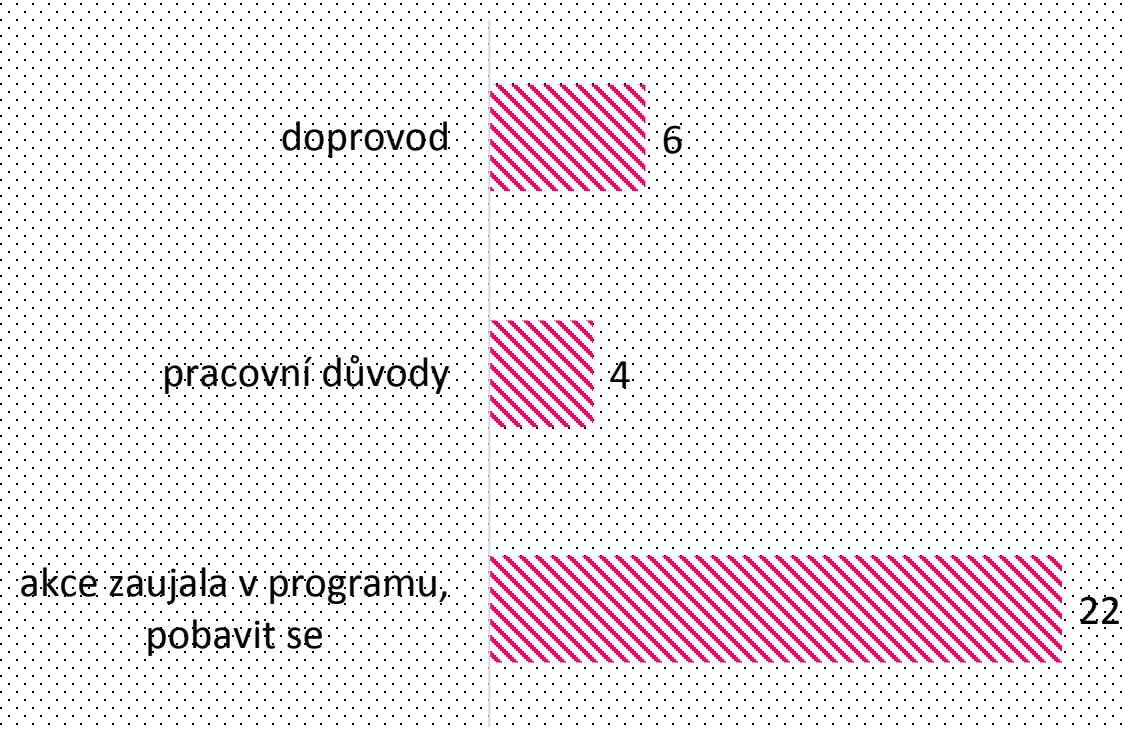 doprovod 6
pracovní důvody 4
akce zaujala v programu,
pobavit se
22